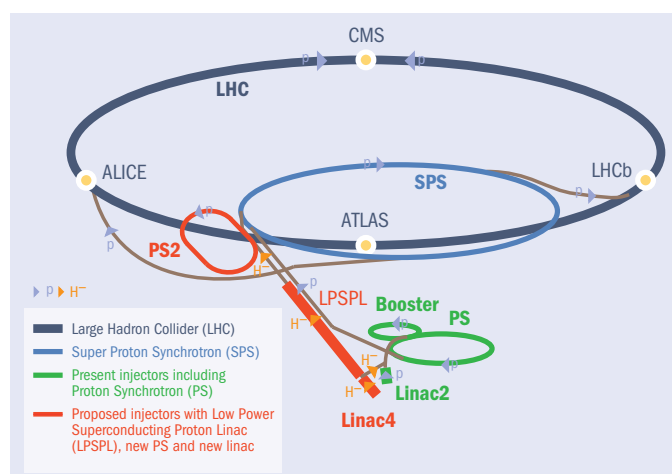 CMS
p
p
LHC
ALICE
p
SPS
LHCb
p
ATLAS
p
PS2
p
H⁻
p H⁻
LPSPL
p
H⁻
Booster
p
PS
p
H⁻
p
H⁻
Linac2
Linac4
Large Hadron Collider (LHC)
Super Proton Synchrotron (SPS)
Present injectors including
Proton Synchrotron (PS)
Proposed injectors with Low Power
Superconducting Proton Linac
(LPSPL), new PS and new linac